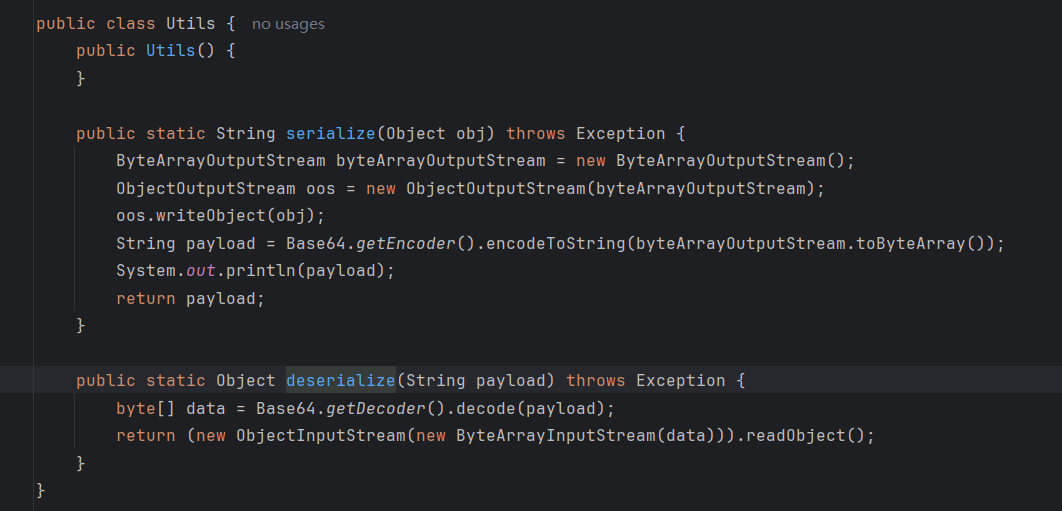 public class Utils {  no usages
    public Utils() {
    }

    public static String serialize(Object obj) throws Exception {
        ByteArrayOutputStream byteArrayOutputStream = new ByteArrayOutputStream();
        ObjectOutputStream oos = new ObjectOutputStream(byteArrayOutputStream);
        oos.writeObject(obj);
        String payload = Base64.getEncoder().encodeToString(byteArrayOutputStream.toByteArray());
        System.out.println(payload);
        return payload;
    }

    public static Object deserialize(String payload) throws Exception {
        byte[] data = Base64.getDecoder().decode(payload);
        return (new ObjectInputStream(new ByteArrayInputStream(data))).readObject();
    }
}